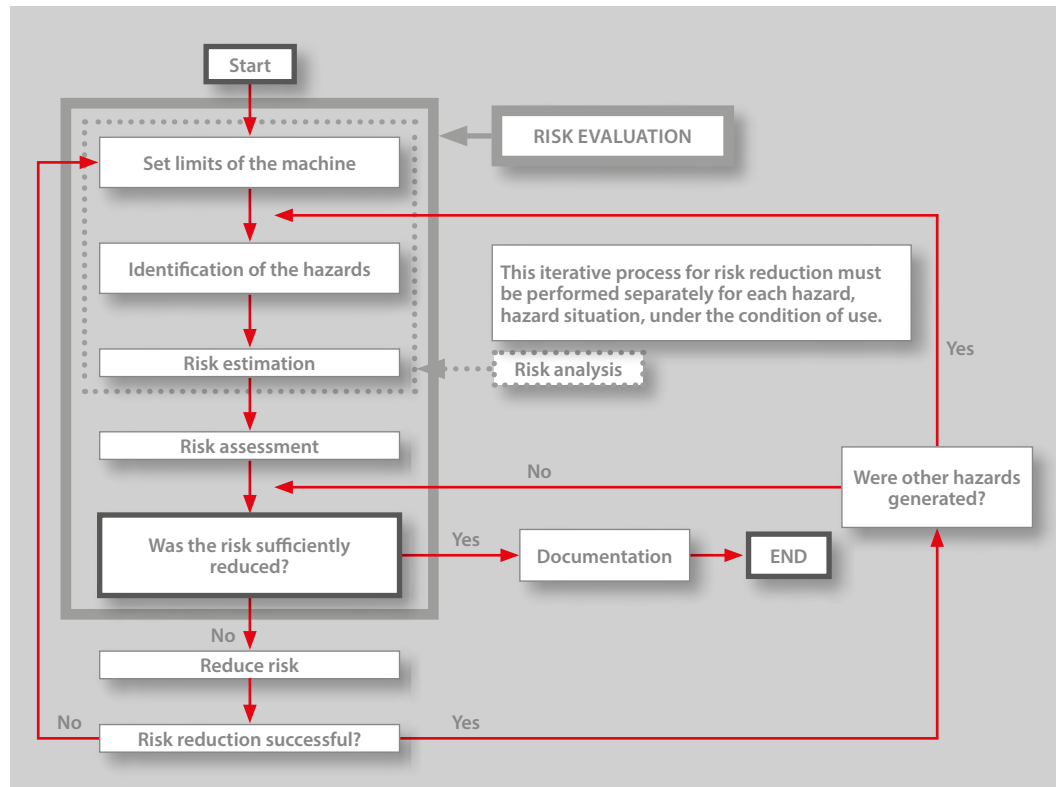 Start
RISK EVALUATION
Set limits of the machine
Identification of the hazards
This iterative process for risk reduction must
be performed separately for each hazard,
hazard situation, under the condition of use.
Yes
Risk estimation
Risk analysis
Risk assessment
No
Were other hazards
generated?
Was the risk sufficiently
reduced?
Yes
Documentation
END
No
Reduce risk
No
Risk reduction successful?
Yes